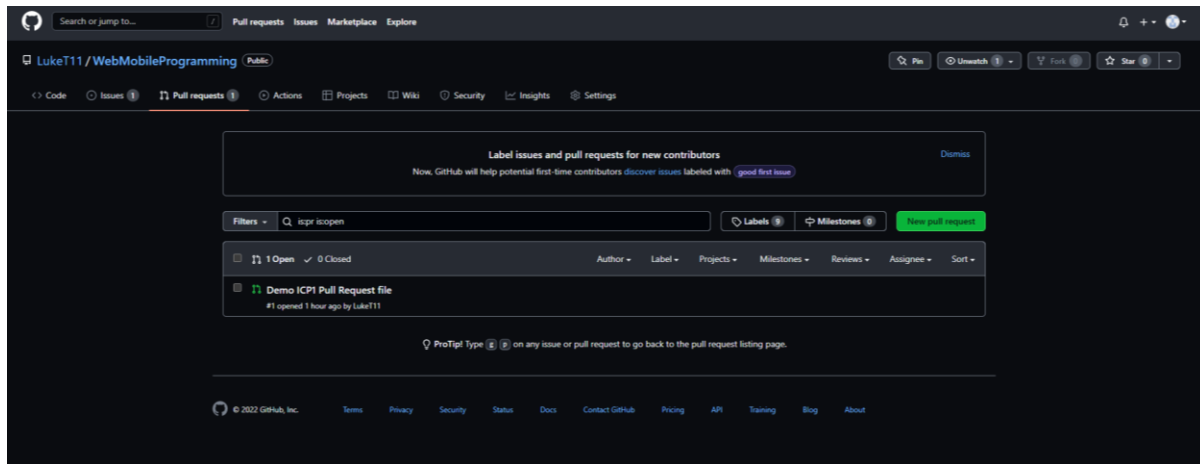 Search or jump to... /
Pull requests Issues Marketplace Explore
LukeT11 / WebMobileProgramming Public
Pin Unwatch 1 Fork Star 0
Code Issues 1 Pull requests 1 Actions Projects Wiki Security Insights Settings
Label issues and pull requests for new contributors
Dismiss
Now, GitHub will help potential first-time contributors discover issues labeled with good first issue
Filters is:pr is:open Labels 9 Milestones 0 New pull request
1 Open 0 Closed Author Label Projects Milestones Reviews Assignee Sort
Demo ICP1 Pull Request file
#1 opened 1 hour ago by LukeT11
ProTip! Type g p on any issue or pull request to go back to the pull request listing page.
© 2022 GitHub, Inc. Terms Privacy Security Status Docs Contact GitHub Pricing API Training Blog About